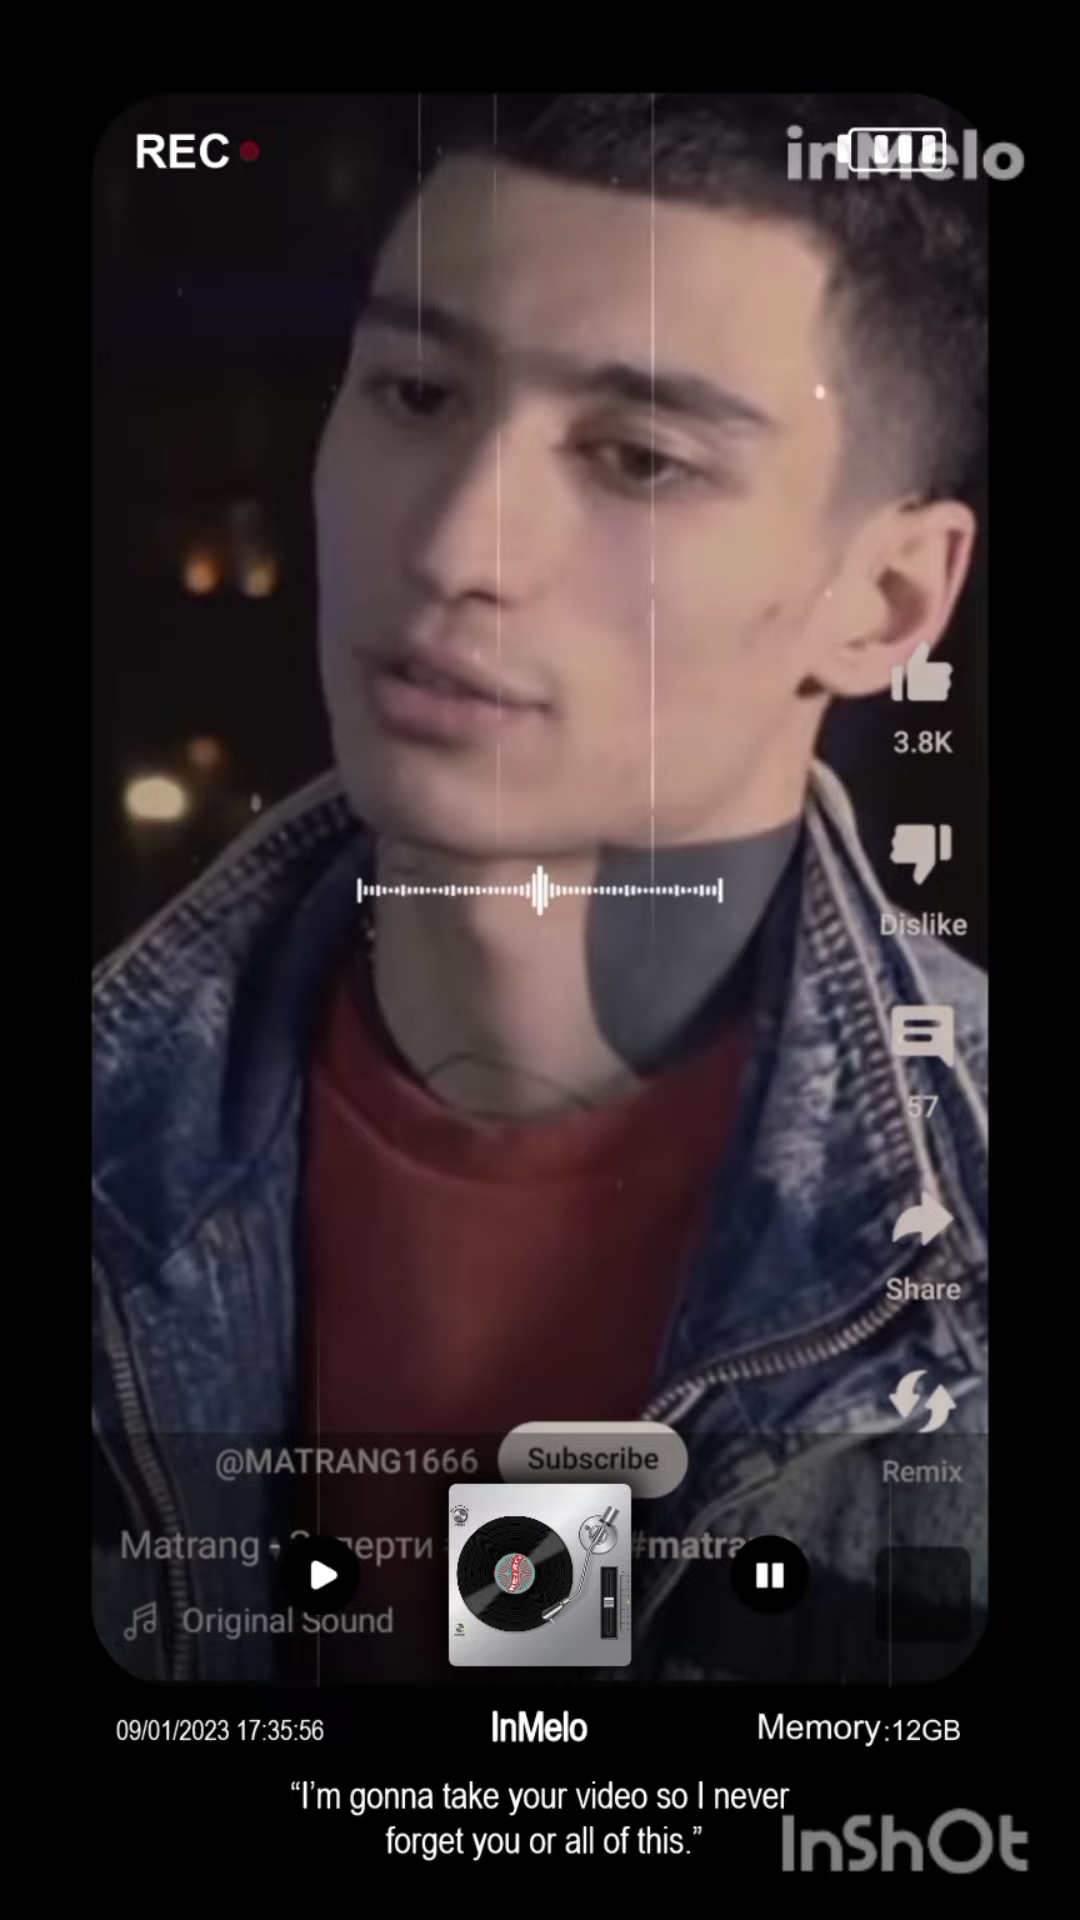 REC
inMelo
3.8K
Dislike
57
Share
Remix
@MATRANG1666
Subscribe
Matrang -
#matra
Original Sound
09/01/2023 17:35:56
InMelo
Memory:12GB
“I’m gonna take your video so I never
forget you or all of this.”
InShOt